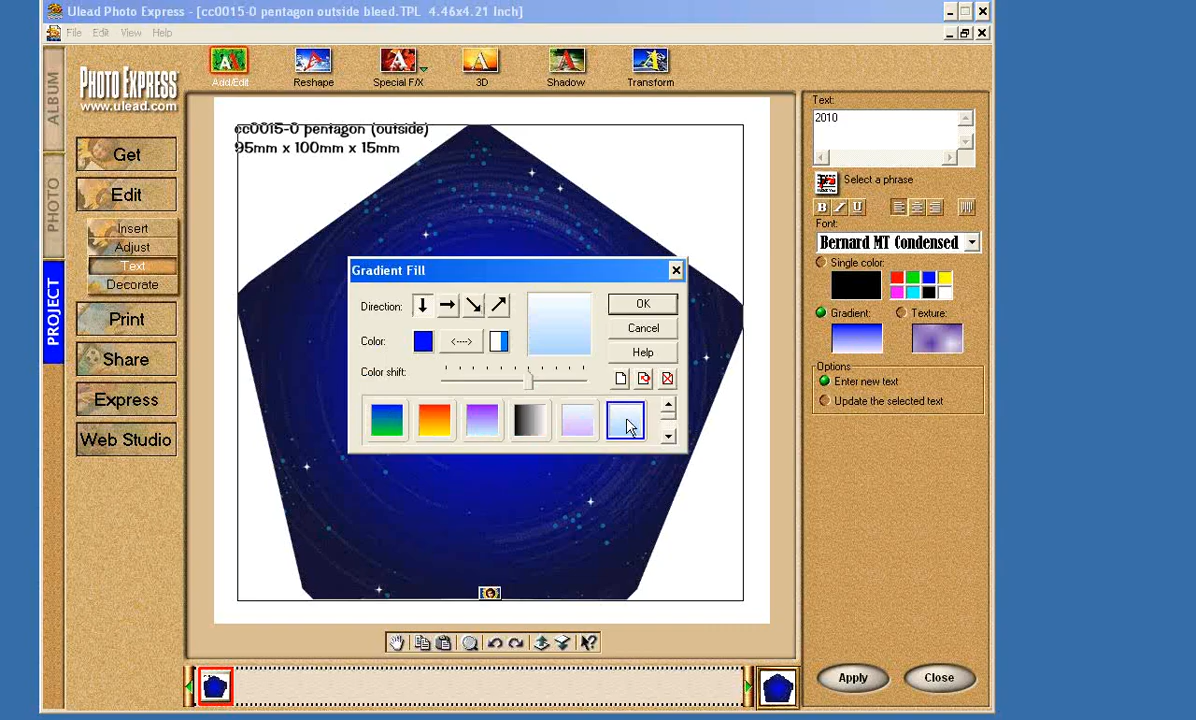 Ulead Photo Express - [cc0015-0 pentagon outside bleed.TPL 4.46x4.21 Inch]
File Edit View Help
ALBUM
PHOTO
PROJECT
PHOTO EXPRESS
www.ulead.com
Add/Edit
Reshape
Special F/X
3D
Shadow
Transform
Get
Edit
Insert
Adjust
Text
Decorate
Print
Share
Express
Web Studio
cc0015-0 pentagon (outside)
95mm x 100mm x 15mm
Gradient Fill
Direction:
Color:
<---->
Color shift:
OK
Cancel
Help
Text:
2010
Select a phrase
B I U
Font:
Bernard MT Condensed
Single color:
Gradient:
Texture:
Options
Enter new text
Update the selected text
Apply
Close